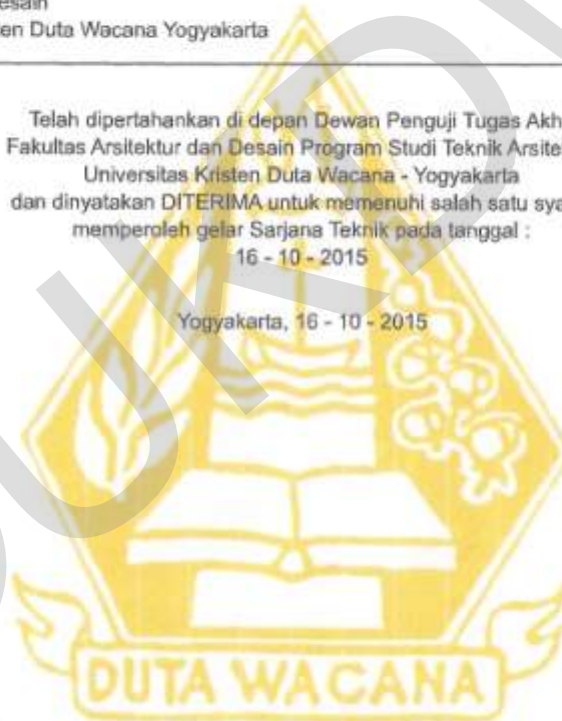 esain
en Duta Wacana Yogyakarta
Telah dipertahankan di depan Dewan Penguji Tugas Akh
Fakultas Arsitektur dan Desain Program Studi Teknik Arsite
Universitas Kristen Duta Wacana - Yogyakarta
dan dinyatakan DITERIMA untuk memenuhi salah satu sya
memperoleh gelar Sarjana Teknik pada tanggal :
16 - 10 - 2015
Yogyakarta, 16 - 10 - 2015
DUTA WACANA